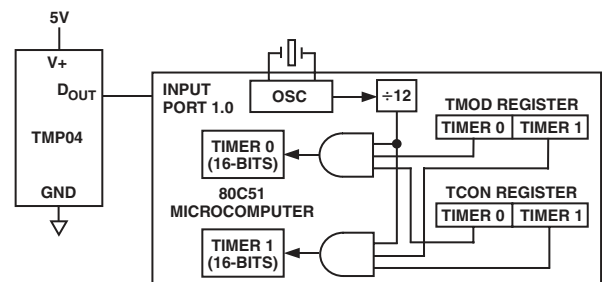 5V
V+
DOUT
TMP04
GND
INPUT
PORT 1.0
OSC
÷12
TMOD REGISTER
TIMER 0 TIMER 1
TIMER 0
(16-BITS)
80C51
MICROCOMPUTER
TCON REGISTER
TIMER 0 TIMER 1
TIMER 1
(16-BITS)